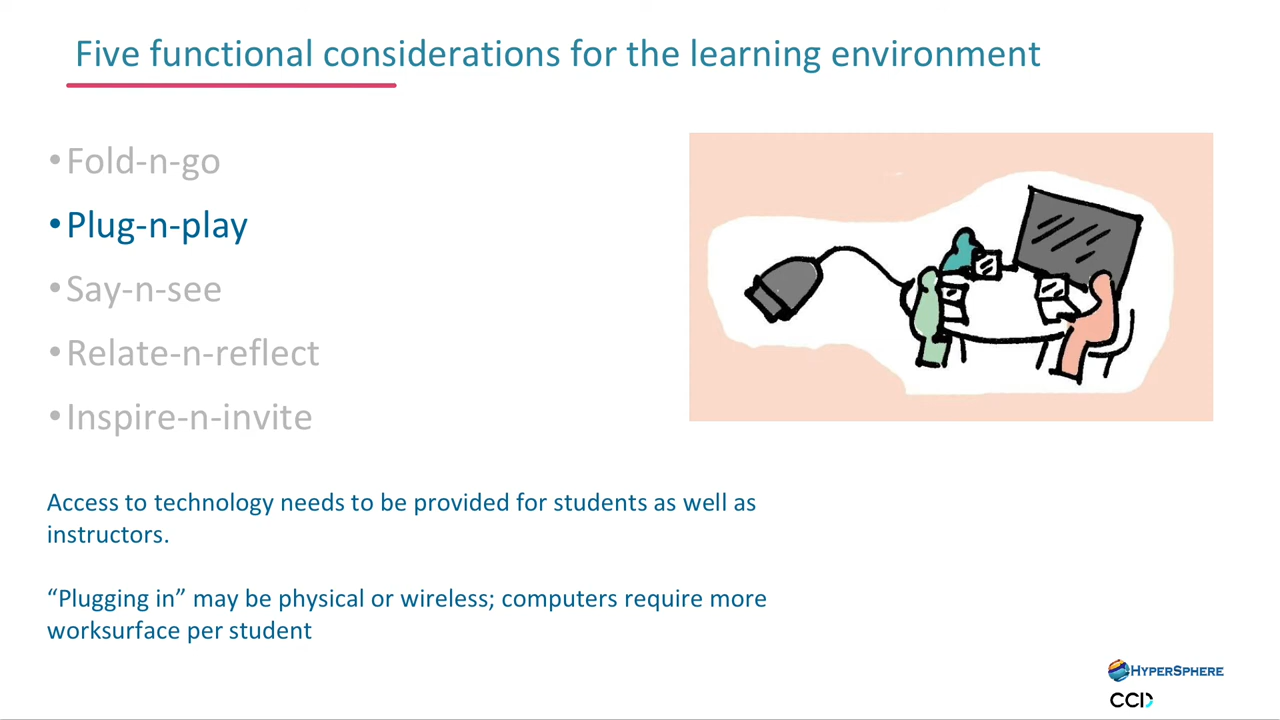 Five functional considerations for the learning environment
•Fold-n-go
•Plug-n-play
•Say-n-see
•Relate-n-reflect
•Inspire-n-invite
Access to technology needs to be provided for students as well as
instructors.
“Plugging in” may be physical or wireless; computers require more
worksurface per student
HYPERSPHERE
CCID